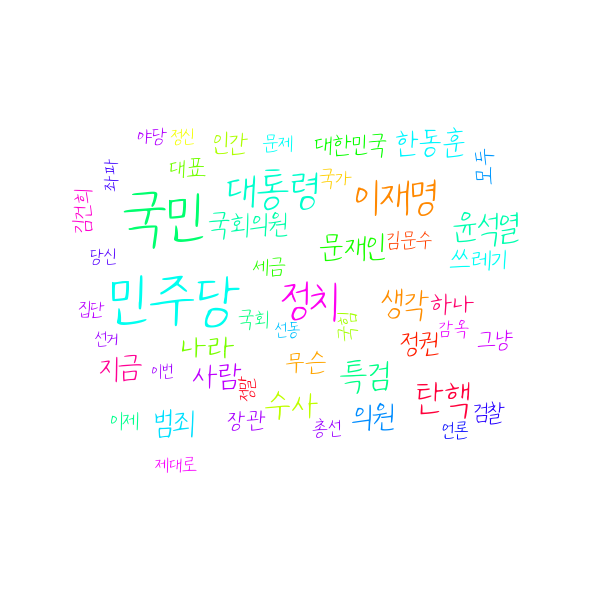 야당 정신 인간 문제 대한민국 한동훈
좌파 대표 모두
김건희 국민 대통령 국가 이재명
국회의원 윤석열
당신 문재인 김문수 쓰레기
세금
집단 민주당 정치 생각 하나
선거 국회 선동 국힘 정권 감옥 그냥
지금 나라 무슨 특검
이번 사람 정말 탄핵
이제 범죄 장관 수사 총선 의원 언론 검찰
제대로